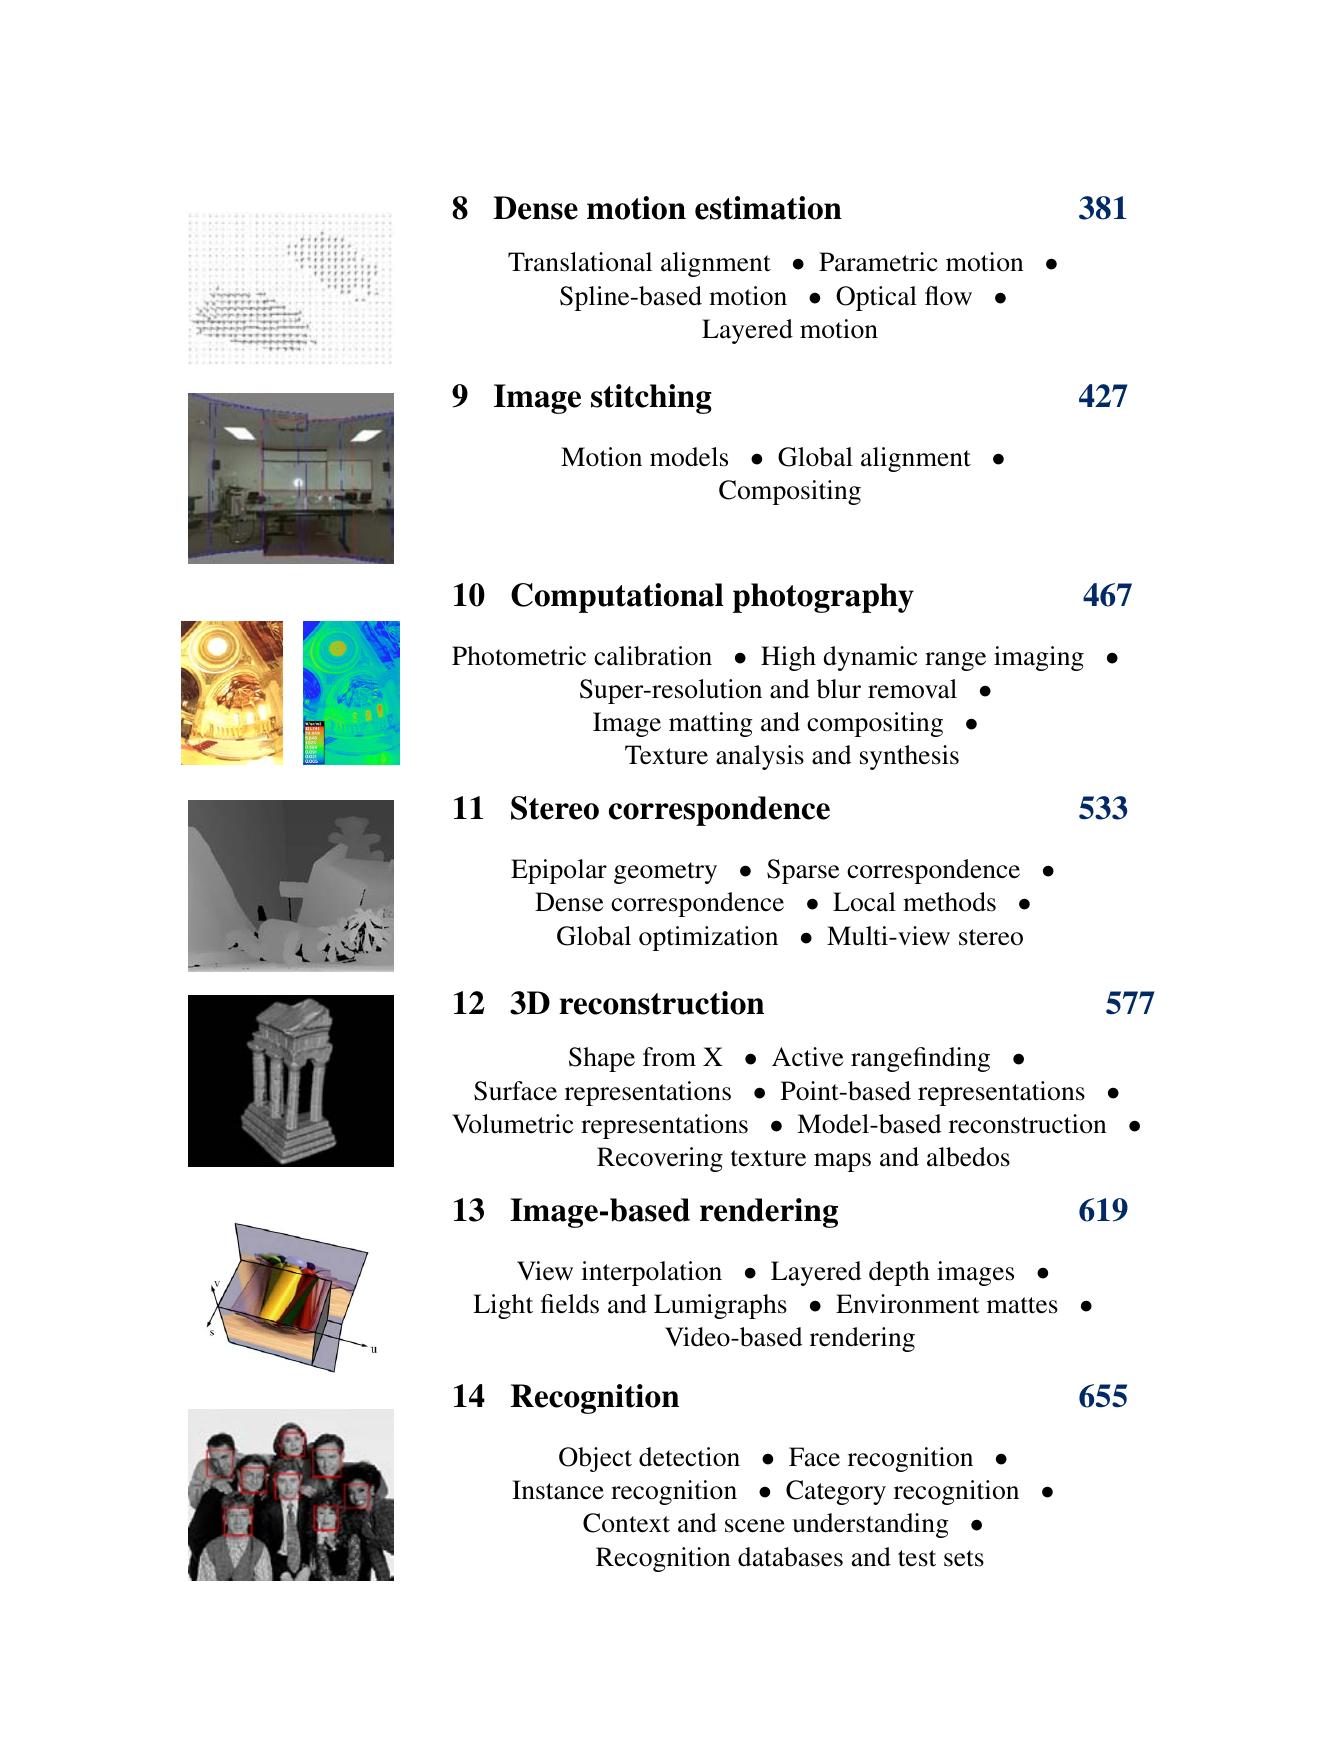 8 Dense motion estimation 381
Translational alignment • Parametric motion •
Spline-based motion • Optical flow •
Layered motion
9 Image stitching 427
Motion models • Global alignment •
Compositing
10 Computational photography 467
Photometric calibration • High dynamic range imaging •
Super-resolution and blur removal •
Image matting and compositing •
Texture analysis and synthesis
11 Stereo correspondence 533
Epipolar geometry • Sparse correspondence •
Dense correspondence • Local methods •
Global optimization • Multi-view stereo
12 3D reconstruction 577
Shape from X • Active rangefinding •
Surface representations • Point-based representations •
Volumetric representations • Model-based reconstruction •
Recovering texture maps and albedos
13 Image-based rendering 619
View interpolation • Layered depth images •
Light fields and Lumigraphs • Environment mattes •
Video-based rendering
v
s
u
14 Recognition 655
Object detection • Face recognition •
Instance recognition • Category recognition •
Context and scene understanding •
Recognition databases and test sets